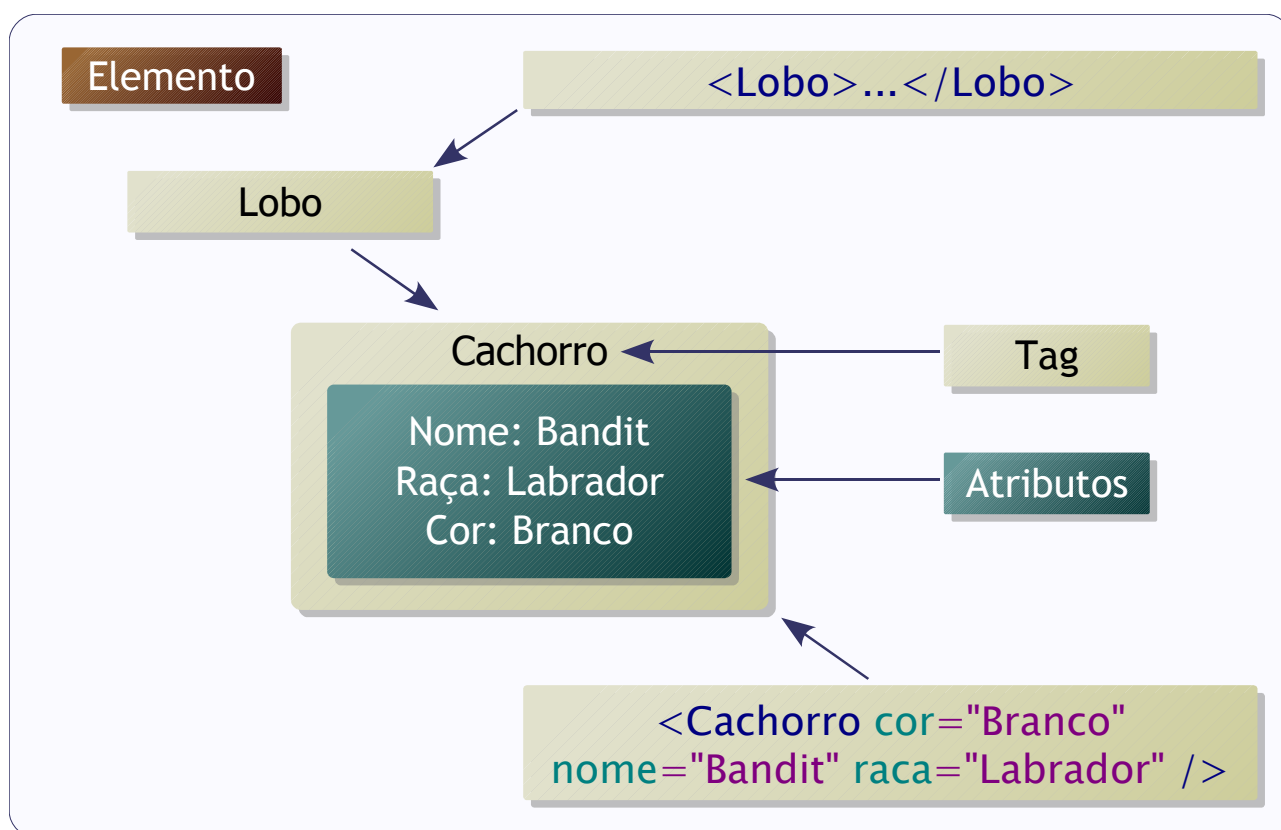 Elemento
<Lobo>...</Lobo>
Lobo
Cachorro
Tag
Nome: Bandit
Raça: Labrador
Cor: Branco
Atributos
<Cachorro cor="Branco"
nome="Bandit" raca="Labrador" />